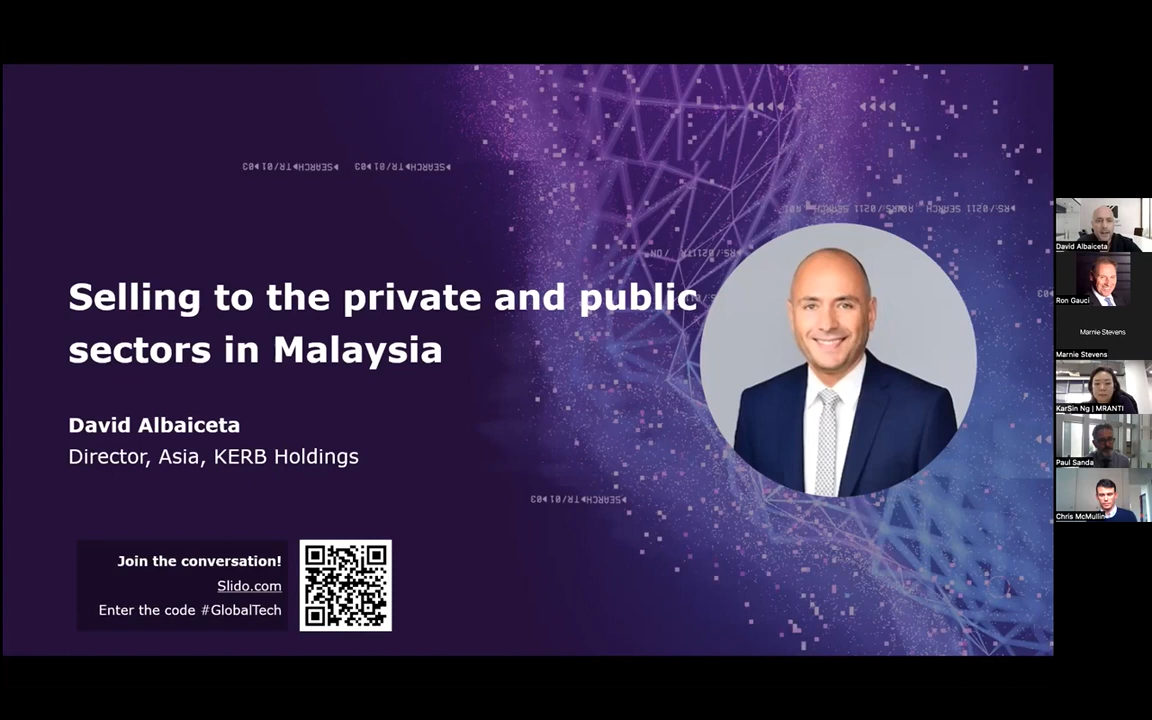 Selling to the private and public
sectors in Malaysia
David Albaiceta
Director, Asia, KERB Holdings
Join the conversation!
Slido.com
Enter the code #GlobalTech
David Albaiceta
Ron Gauci
Marnie Stevens
Marnie Stevens
KarSin Ng | MRANTI
Paul Sanda
Chris McMullin